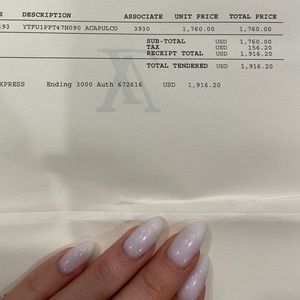 E DESCRIPTION ASSOCIATE UNIT PRICE TOTAL PRICE
593 YTFU1PPT47N090 ACAPULCO 3930 1,760.00 1,760.00
SUB-TOTAL USD 1,760.00
TAX USD 156.20
RECEIPT TOTAL USD 1,916.20
TOTAL TENDERED USD 1,916.20
XPRESS Ending 3000 Auth 672616 USD 1,916.20